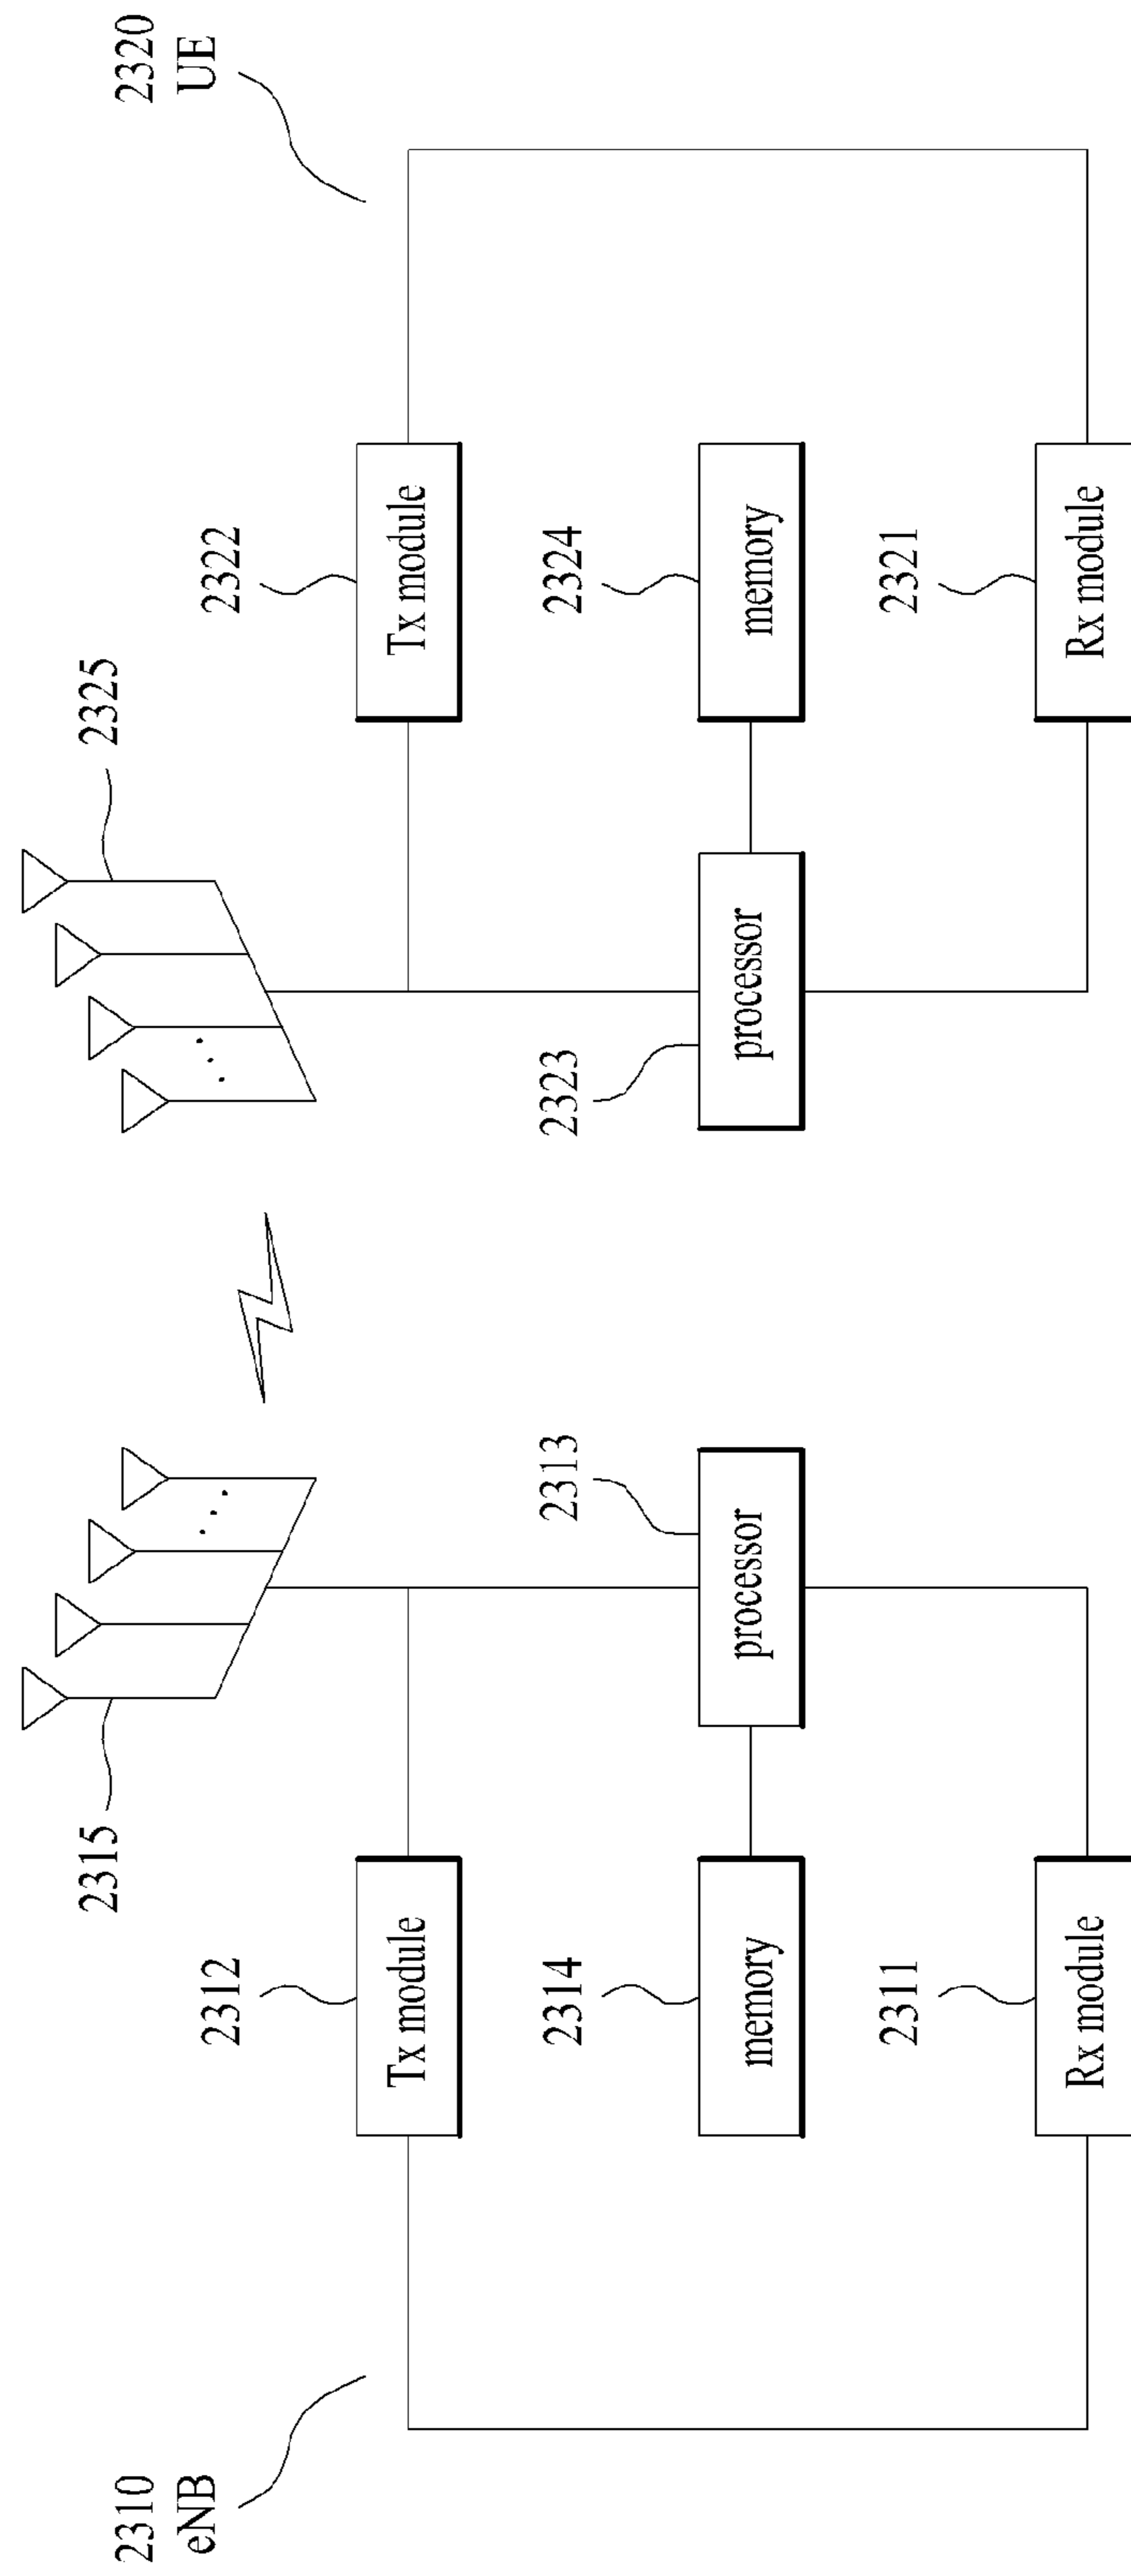 2310
eNB
2320
UE
2315
2325
2312
Tx module
2322
Tx module
2313
processor
2323
processor
2314
memory
2324
memory
2311
Rx module
2321
Rx module